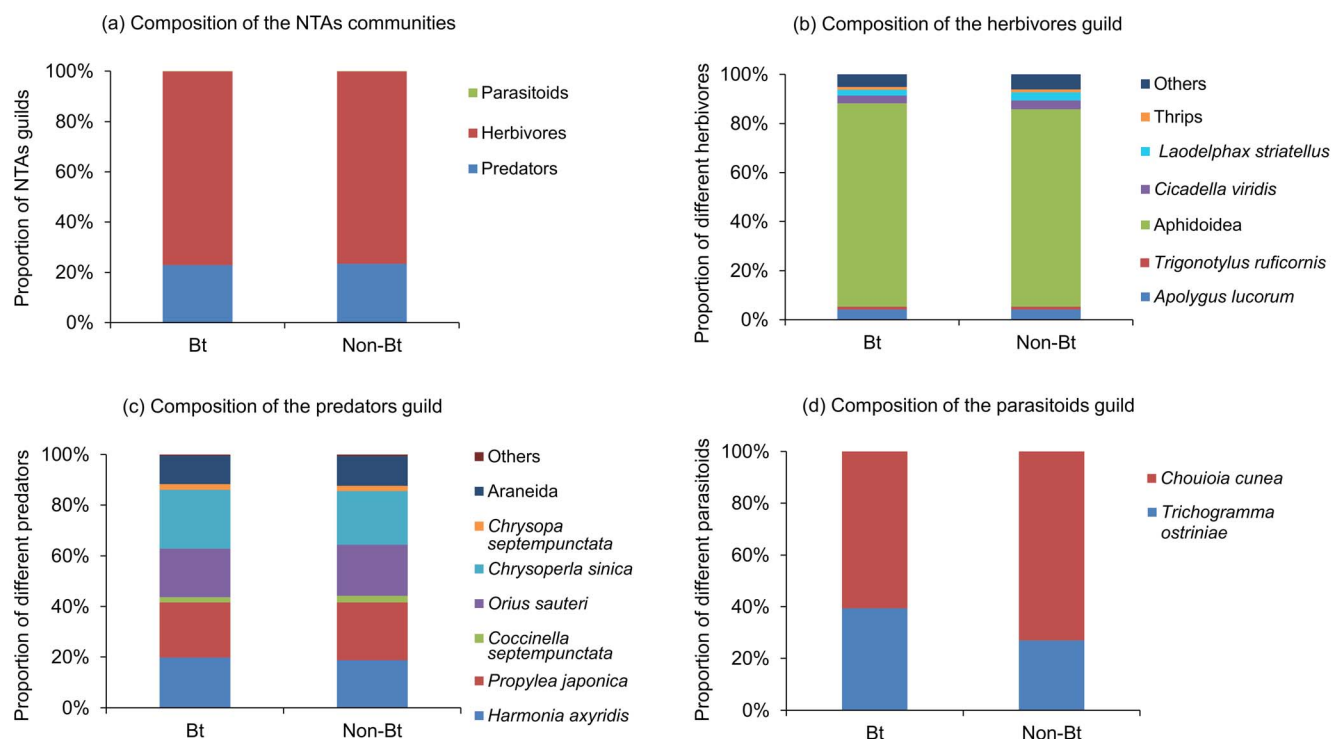 (a) Composition of the NTAs communities
Proportion of NTAs guilds
100%
80%
60%
40%
20%
0%
Bt
Non-Bt
Parasitoids
Herbivores
Predators
(b) Composition of the herbivores guild
Proportion of different herbivores
100%
80%
60%
40%
20%
0%
Bt
Non-Bt
Others
Thrips
Laodelphax striatellus
Cicadella viridis
Aphidoidea
Trigonotylus ruficornis
Apolygus lucorum
(c) Composition of the predators guild
Proportion of different predators
100%
80%
60%
40%
20%
0%
Bt
Non-Bt
Others
Araneida
Chrysopa
septempunctata
Chrysoperla sinica
Orius sauteri
Coccinella
septempunctata
Propylea japonica
Harmonia axyridis
(d) Composition of the parasitoids guild
Proportion of different parasitoids
100%
80%
60%
40%
20%
0%
Bt
Non-Bt
Chouioia cunea
Trichogramma
ostriniae